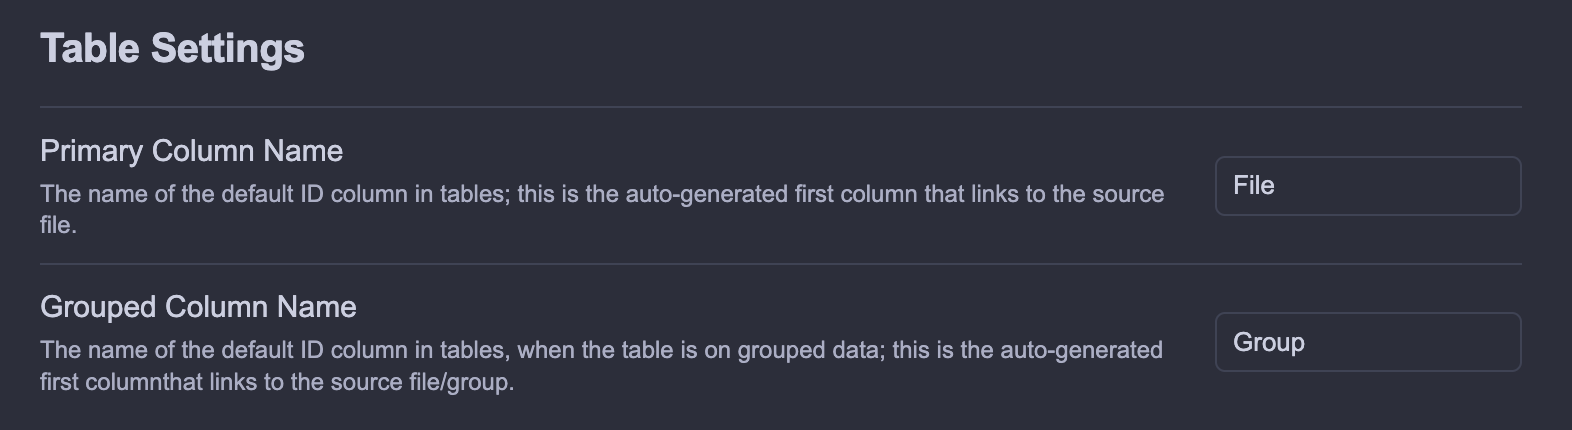 Table Settings
Primary Column Name
The name of the default ID column in tables; this is the auto-generated first column that links to the source
file.
File
Grouped Column Name
The name of the default ID column in tables, when the table is on grouped data; this is the auto-generated
first columnthat links to the source file/group.
Group